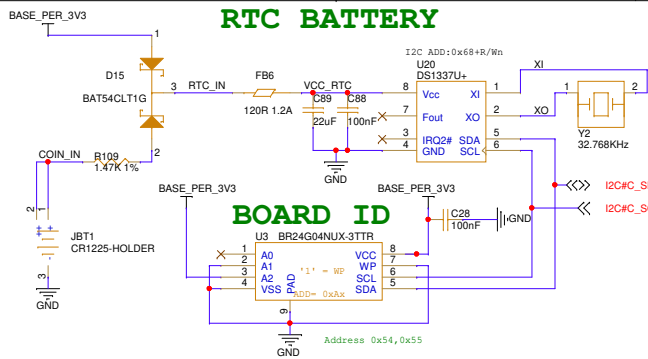 RTC BATTERY
BASE_PER_3V3
1
D15
BAT54CLT1G
3
RTC_IN
2
FB6
120R 1.2A
VCC_RTC
C89
22uF
C88
100nF
GND
I2C ADD:0x68+R/Wn
U20
DS1337U+
8 Vcc XI 1
7 Fout XO 2
3 IRQ2# SDA 5
4 GND SCL 6
XI
XO
1
2
Y2
32.768KHz
COIN_IN
R109
1.47K 1%
2
1
JBT1
CR1225-HOLDER
3
GND
BASE_PER_3V3
BASE_PER_3V3
BOARD ID
C28
100nF
GND
U3 BR24G04NUX-3TTR
1 A0 VCC 8
2 A1 WP 7
3 A2 SCL 6
4 VSS SDA 5
PAD
'1' = WP
ADD= 0xAx
9
GND
Address 0x54,0x55
I2C#C_S
I2C#C_S